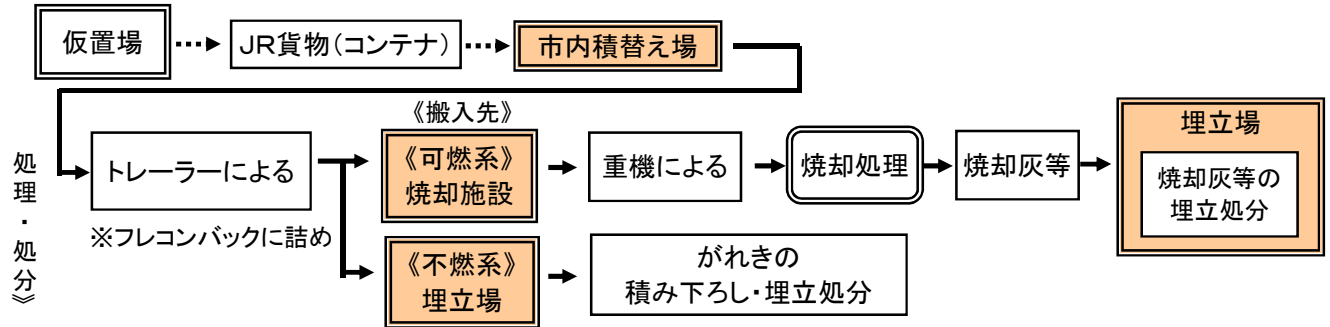 仮置場
JR貨物(コンテナ)
市内積替え場
処理・処分》
トレーラーによる
※フレコンバックに詰め
《搬入先》
《可燃系》
焼却施設
重機による
焼却処理
焼却灰等
埋立場
焼却灰等の
埋立処分
《不燃系》
埋立場
がれきの
積み下ろし・埋立処分